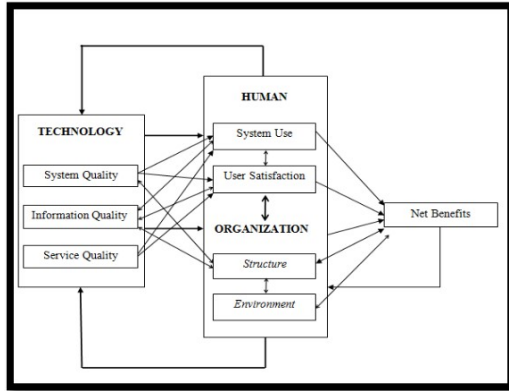 HUMAN
TECHNOLOGY
System Use
System Quality
User Satisfaction
Information Quality
Net Benefits
ORGANIZATION
Service Quality
Structure
Environment